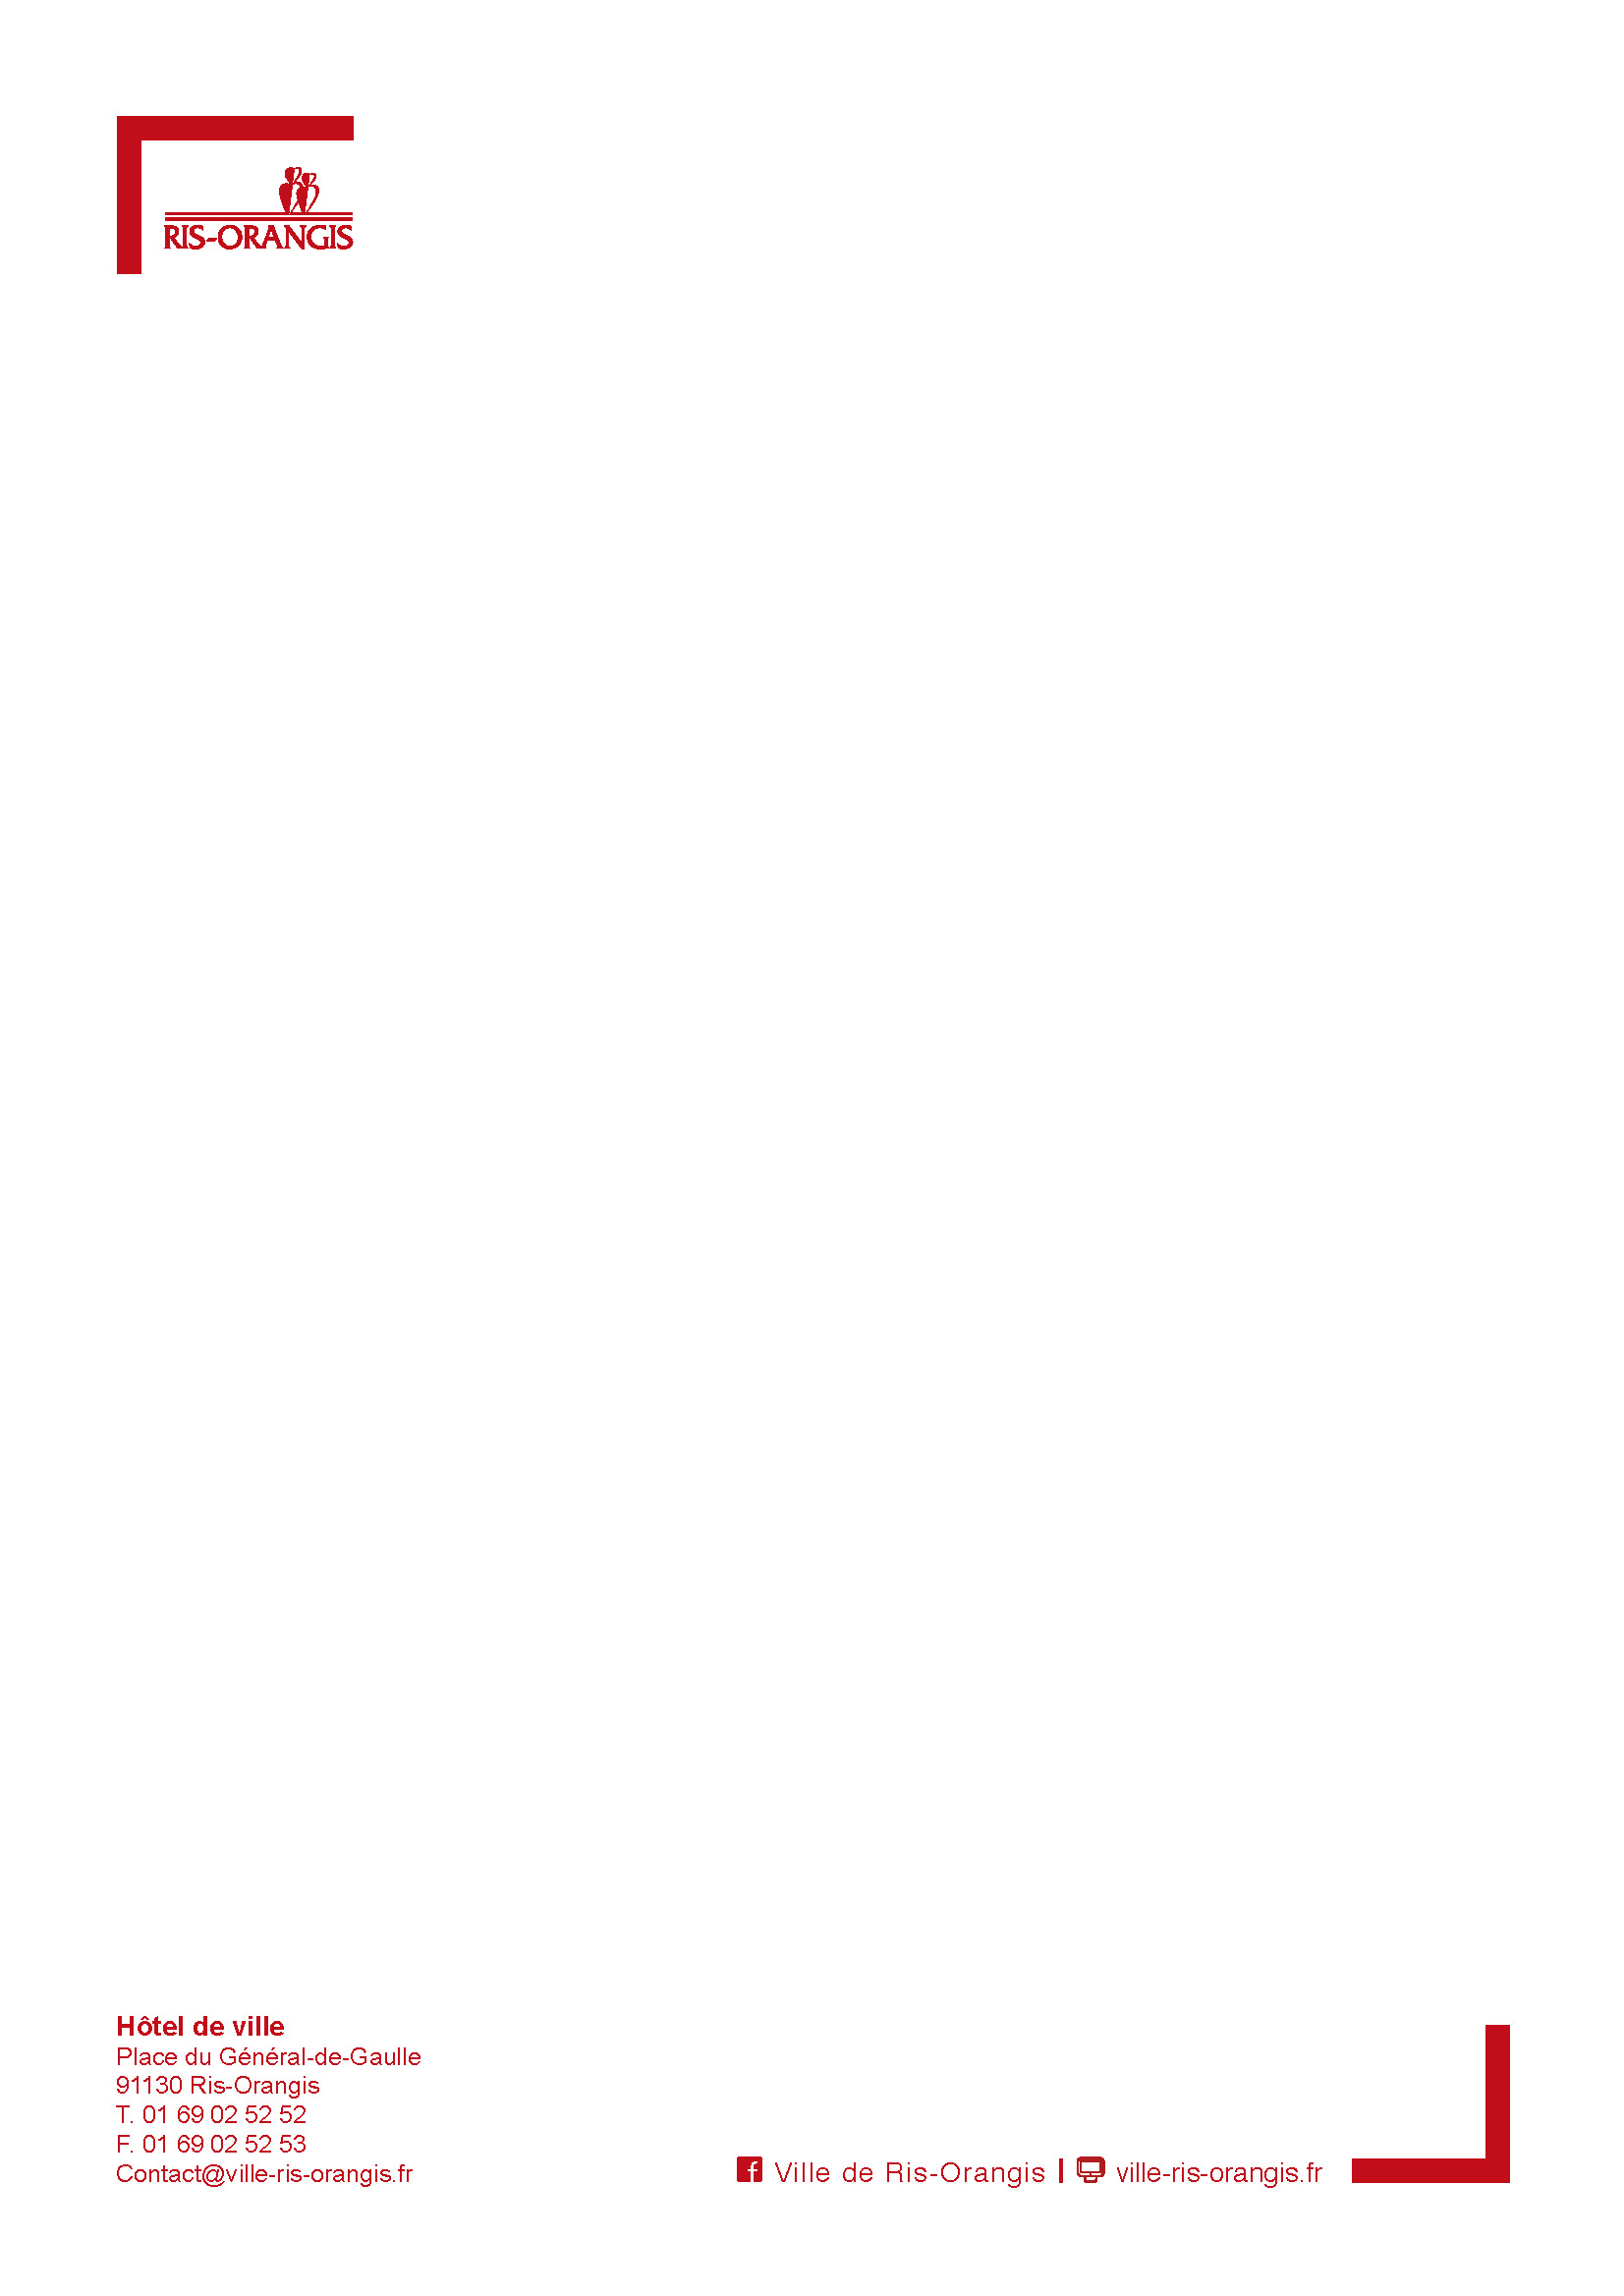 RIS-ORANGIS
Hôtel de ville
Place du Général-de-Gaulle
91130 Ris-Orangis
T. 01 69 02 52 52
F. 01 69 02 52 53
Contact@ville-ris-orangis.fr
Ville de Ris-Orangis | ville-ris-orangis.fr